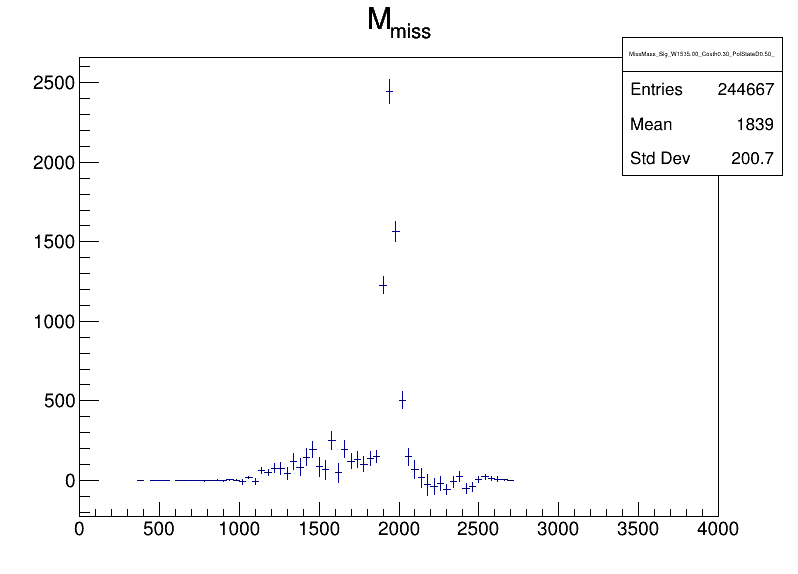 M_miss
MissMass_Sig_W1535.00_Costh0.30_PolStateD0.50_
Entries 244667
Mean 1839
Std Dev 200.7
2500
2000
1500
1000
500
0
0 500 1000 1500 2000 2500 3000 3500 4000